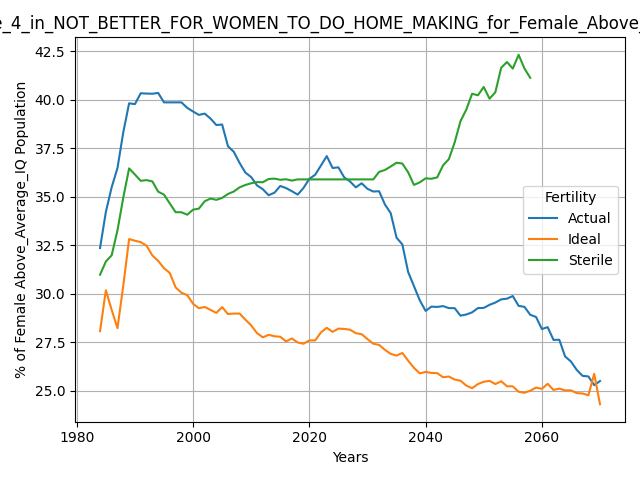 e_4_in_NOT_BETTER_FOR_WOMEN_TO_DO_HOME_MAKING_for_Female_Above_
42.5
40.0
37.5
35.0
32.5
30.0
27.5
25.0
% of Female Above_Average_IQ Population
Fertility
Actual
Ideal
Sterile
1980
2000
2020
2040
2060
Years